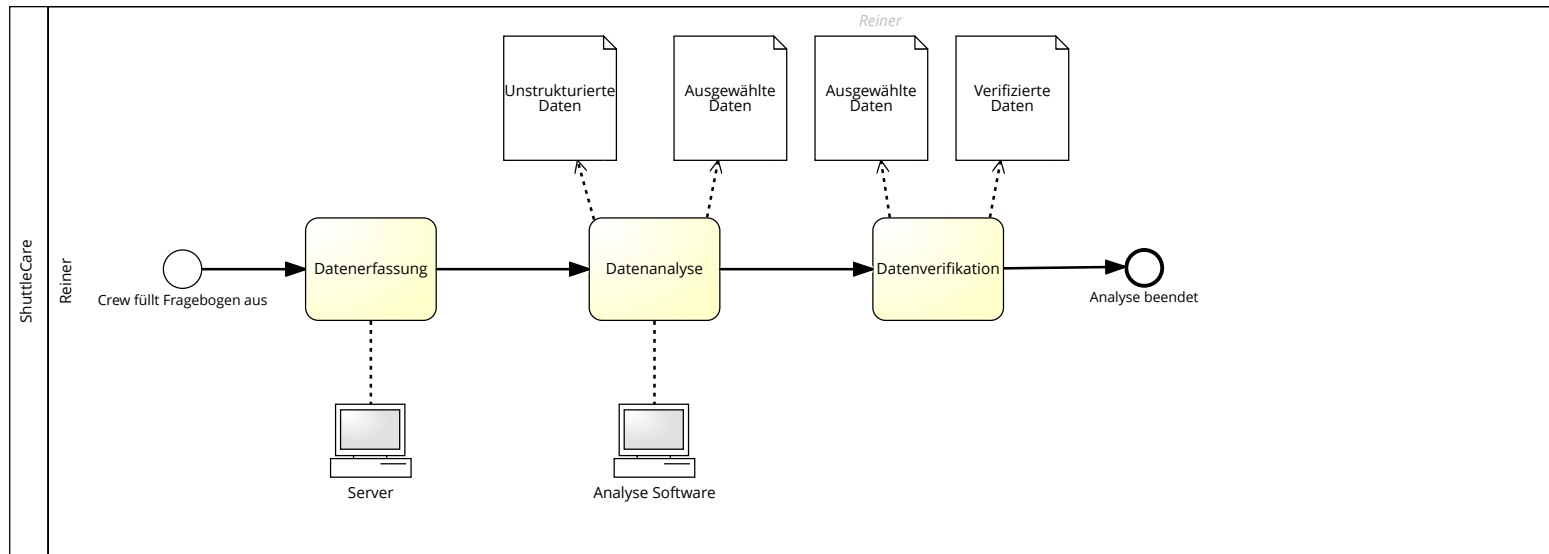 Reiner
Unstrukturierte
Daten
Ausgewählte
Daten
Ausgewählte
Daten
Verifizierte
Daten
ShuttleCare
Reiner
Crew füllt Fragebogen aus
Datenerfassung
Datenanalyse
Datenverifikation
Analyse beendet
Server
Analyse Software